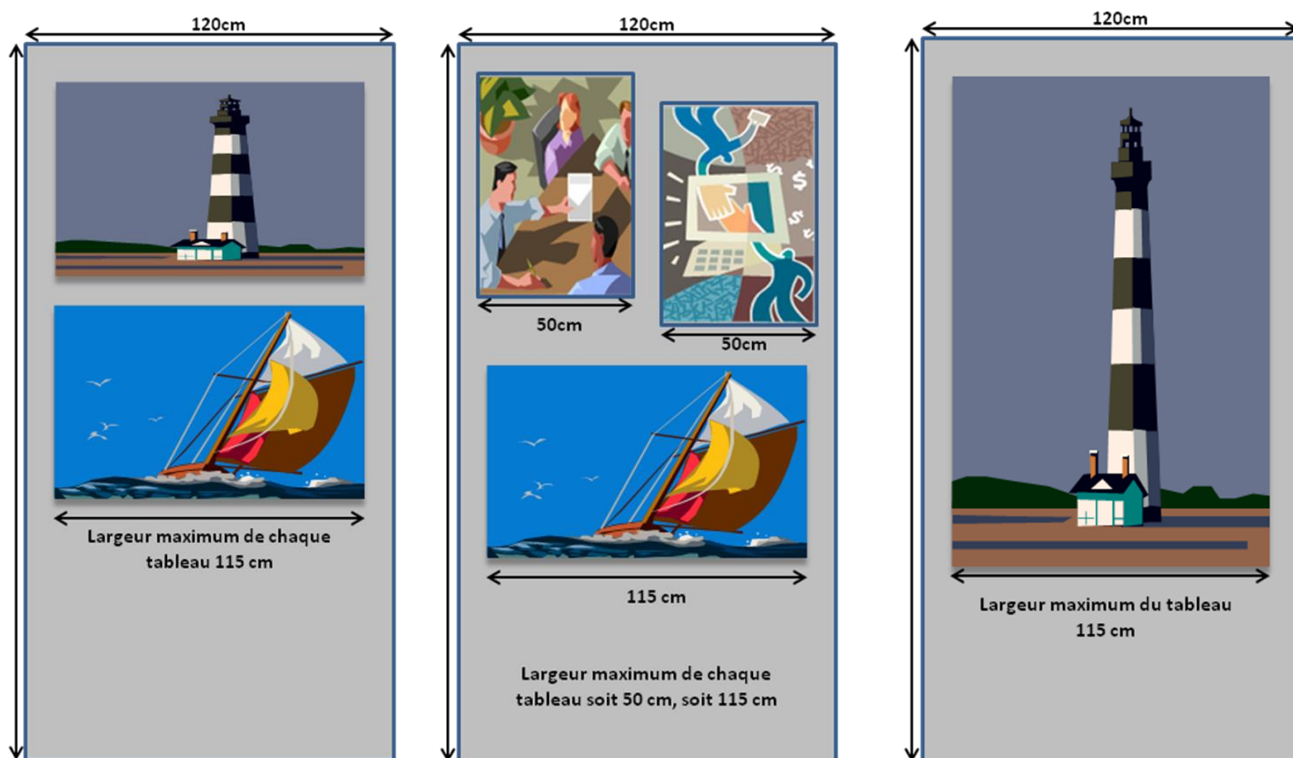 120cm
Largeur maximum de chaque
tableau 115 cm
120cm
$
$
50cm
50cm
115 cm
Largeur maximum de chaque
tableau soit 50 cm, soit 115 cm
120cm
Largeur maximum du tableau
115 cm